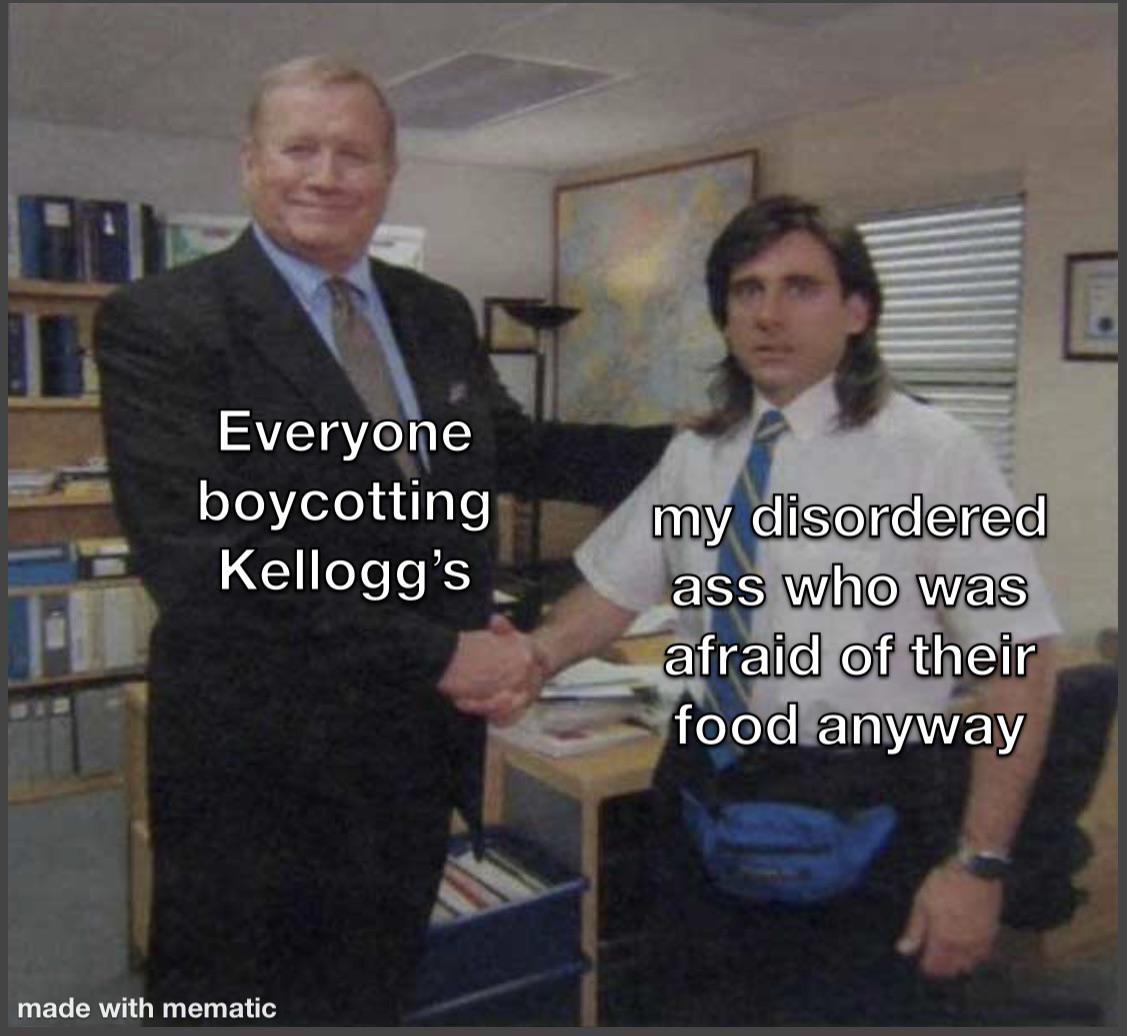 Everyone
boycotting
Kellogg's
my disordered
ass who was
afraid of their
food anyway
made with mematic